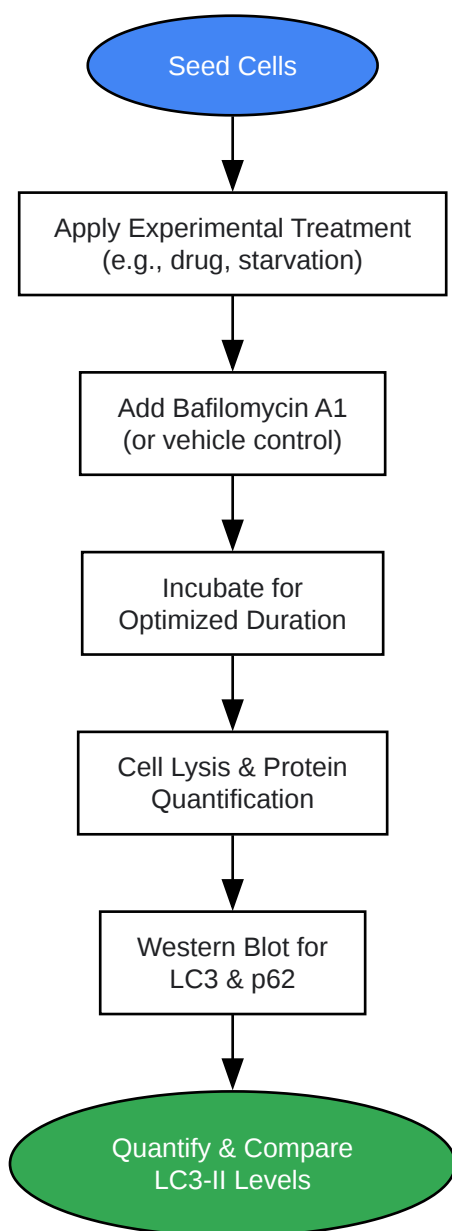 Seed Cells
Apply Experimental Treatment
(e.g., drug, starvation)
Add Bafilomycin A1
(or vehicle control)
Incubate for
Optimized Duration
Cell Lysis & Protein
Quantification
Western Blot for
LC3 & p62
Quantify & Compare
LC3-II Levels